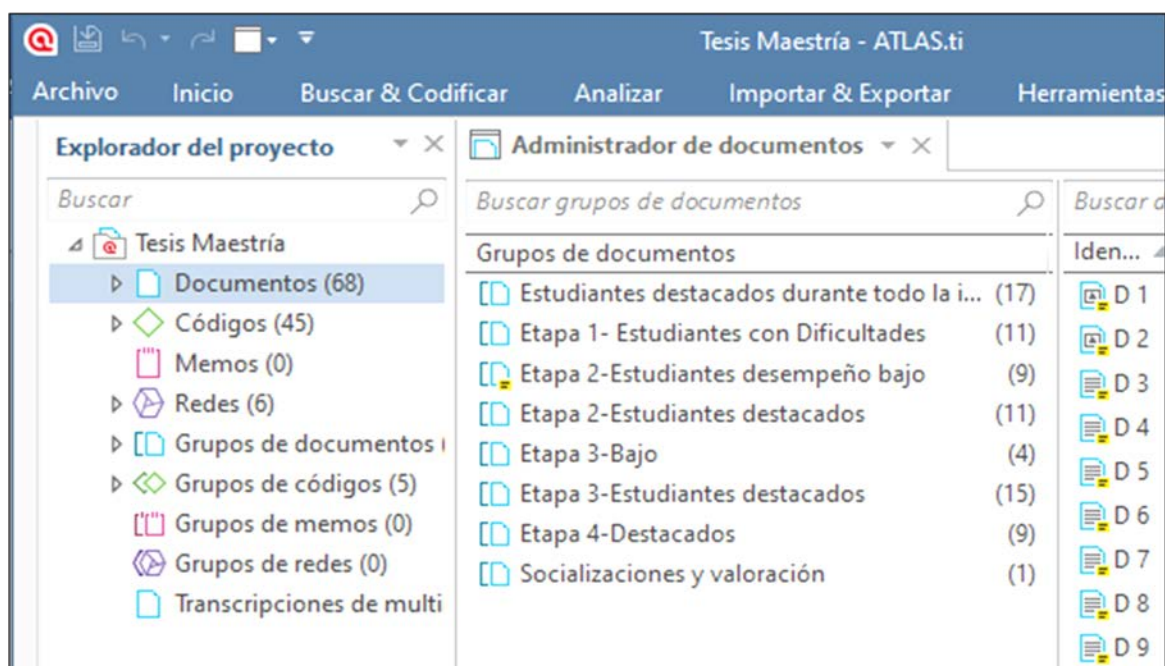 Tesis Maestría - ATLAS.ti
Archivo Inicio Buscar & Codificar Analizar Importar & Exportar Herramientas
Explorador del proyecto
Buscar
Tesis Maestría
Documentos (68)
Códigos (45)
Memos (0)
Redes (6)
Grupos de documentos (
Grupos de códigos (5)
Grupos de memos (0)
Grupos de redes (0)
Transcripciones de multi
Administrador de documentos
Buscar grupos de documentos
Grupos de documentos
Estudiantes destacados durante todo la i... (17)
Etapa 1- Estudiantes con Dificultades (11)
Etapa 2-Estudiantes desempeño bajo (9)
Etapa 2-Estudiantes destacados (11)
Etapa 3-Bajo (4)
Etapa 3-Estudiantes destacados (15)
Etapa 4-Destacados (9)
Socializaciones y valoración (1)
Buscar d
Iden...
D 1
D 2
D 3
D 4
D 5
D 6
D 7
D 8
D 9